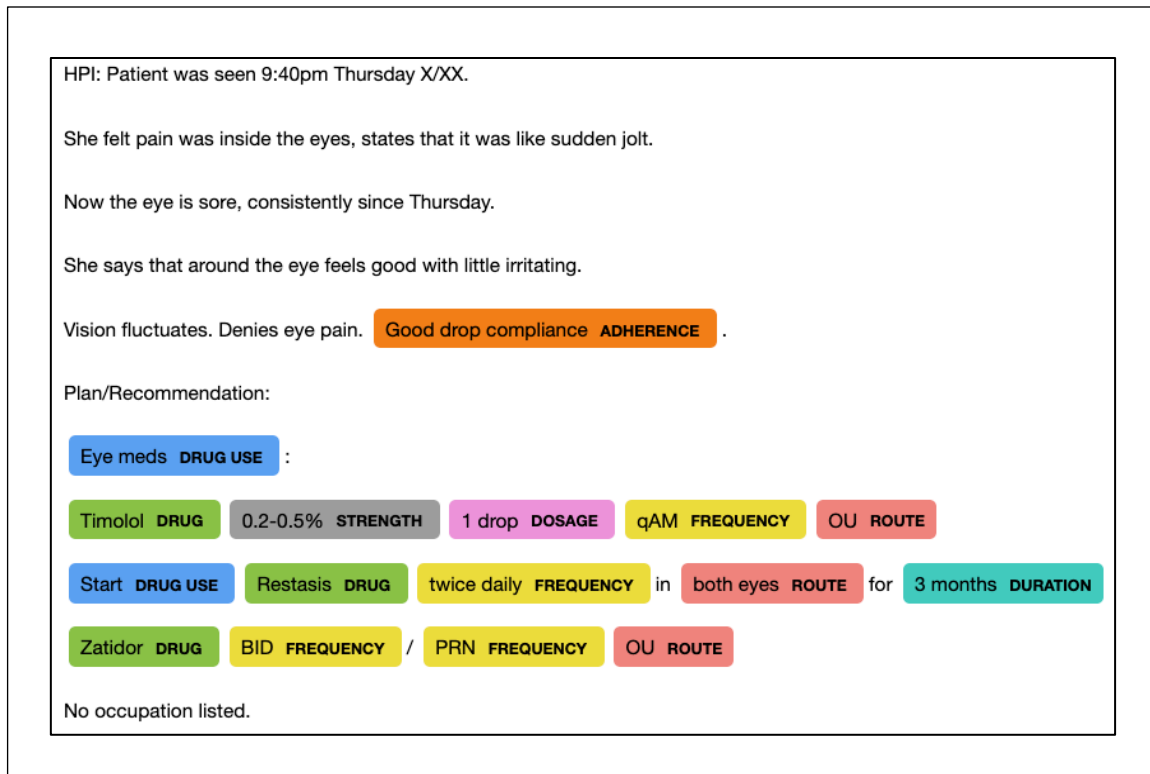 HPI: Patient was seen 9:40pm Thursday X/XX.
She felt pain was inside the eyes, states that it was like sudden jolt.
Now the eye is sore, consistently since Thursday.
She says that around the eye feels good with little irritating.
Vision fluctuates. Denies eye pain. Good drop compliance ADHERENCE .
Plan/Recommendation:
Eye meds DRUG USE :
Timolol DRUG 0.2-0.5% STRENGTH 1 drop DOSAGE qAM FREQUENCY OU ROUTE
Start DRUG USE Restasis DRUG twice daily FREQUENCY in both eyes ROUTE for 3 months DURATION
Zatidor DRUG BID FREQUENCY / PRN FREQUENCY OU ROUTE
No occupation listed.